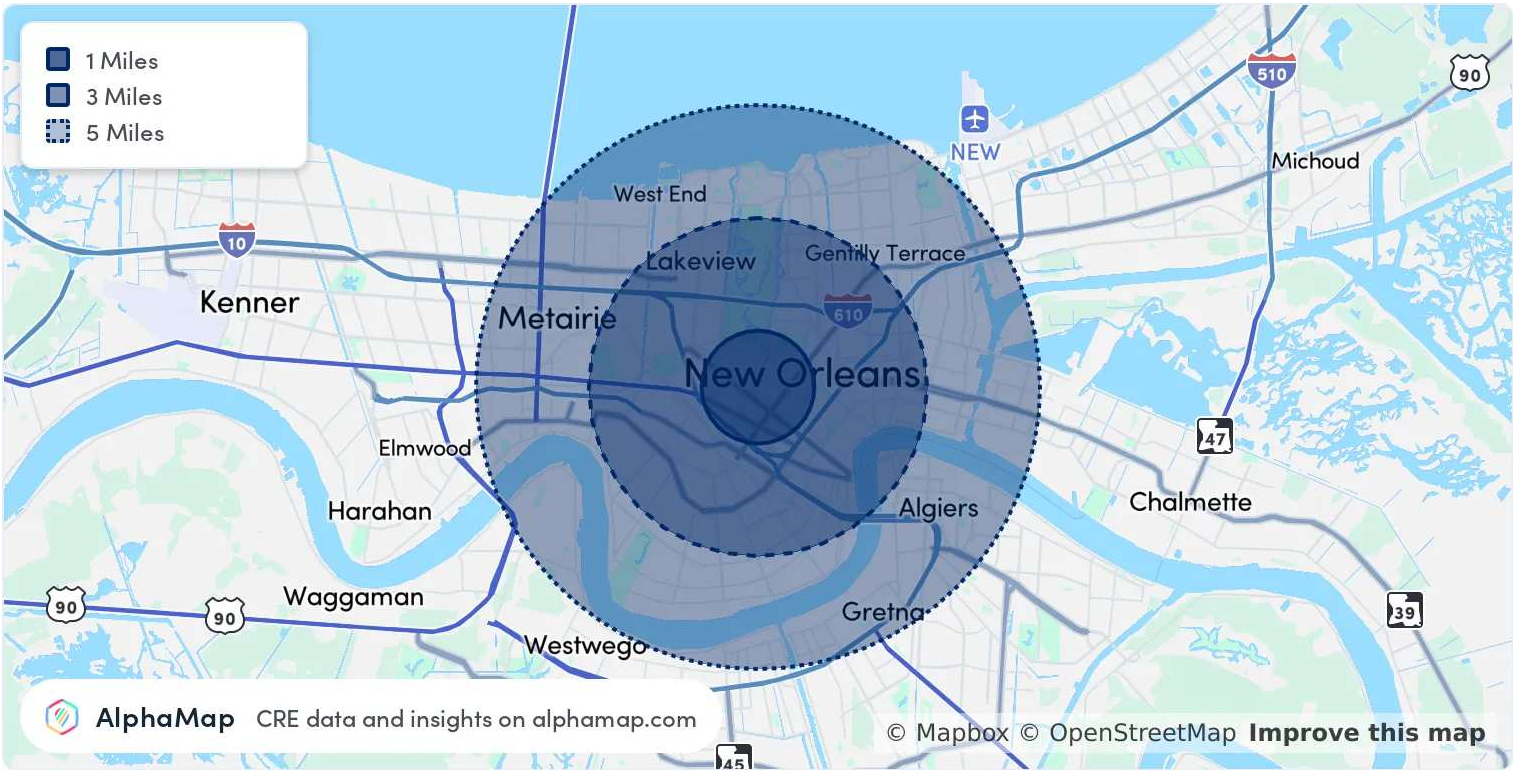 1 Miles
3 Miles
5 Miles
510
90
NEW
Michoud
West End
10
Lakeview
Gentilly Terrace
Kenner
Metairie
610
New Orleans
47
Elmwood
Harahan
Algiers
Chalmette
90
90
Waggaman
Gretna
39
Westwego
AlphaMap CRE data and insights on alphamap.com
© Mapbox © OpenStreetMap Improve this map
45